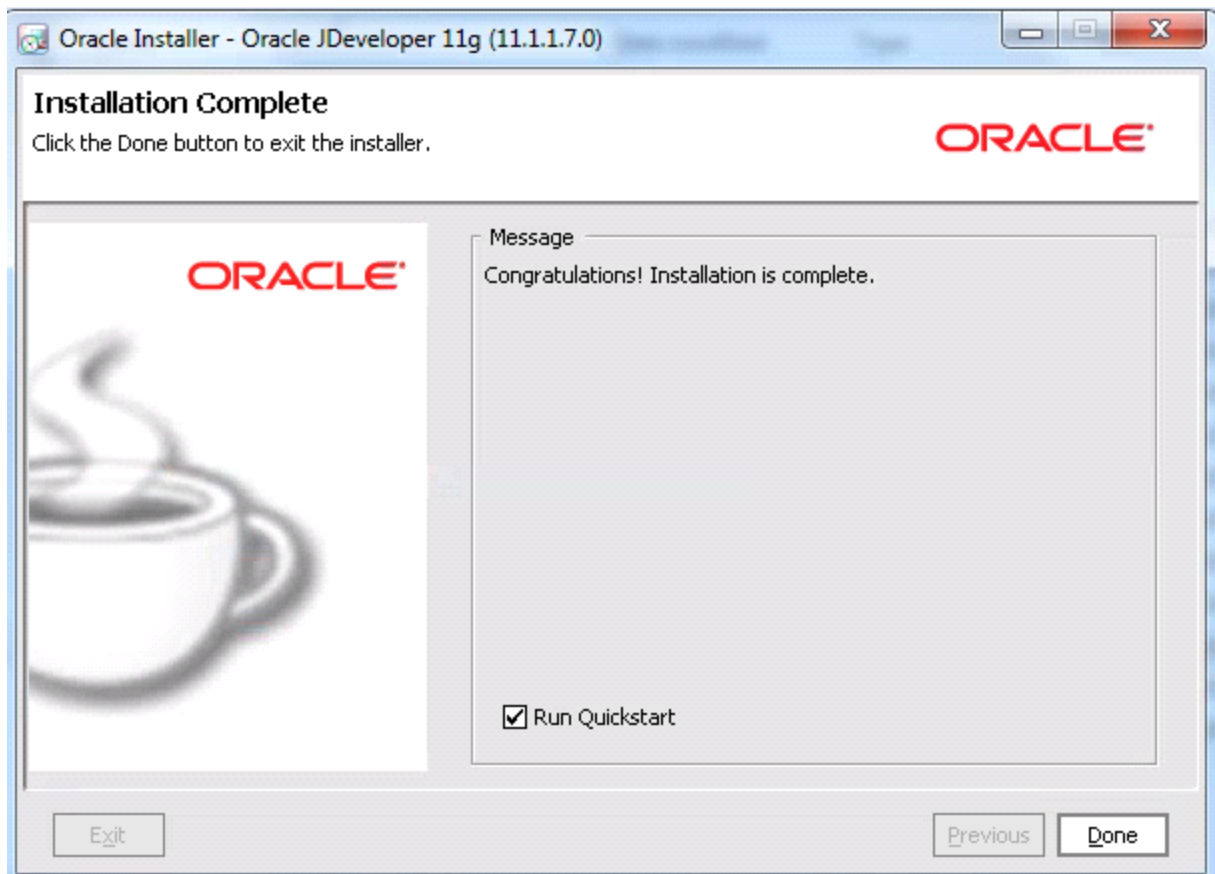 Oracle Installer - Oracle JDeveloper 11g (11.1.1.7.0)
Installation Complete
Click the Done button to exit the installer.
ORACLE
ORACLE
Message
Congratulations! Installation is complete.
Run Quickstart
Exit
Previous
Done